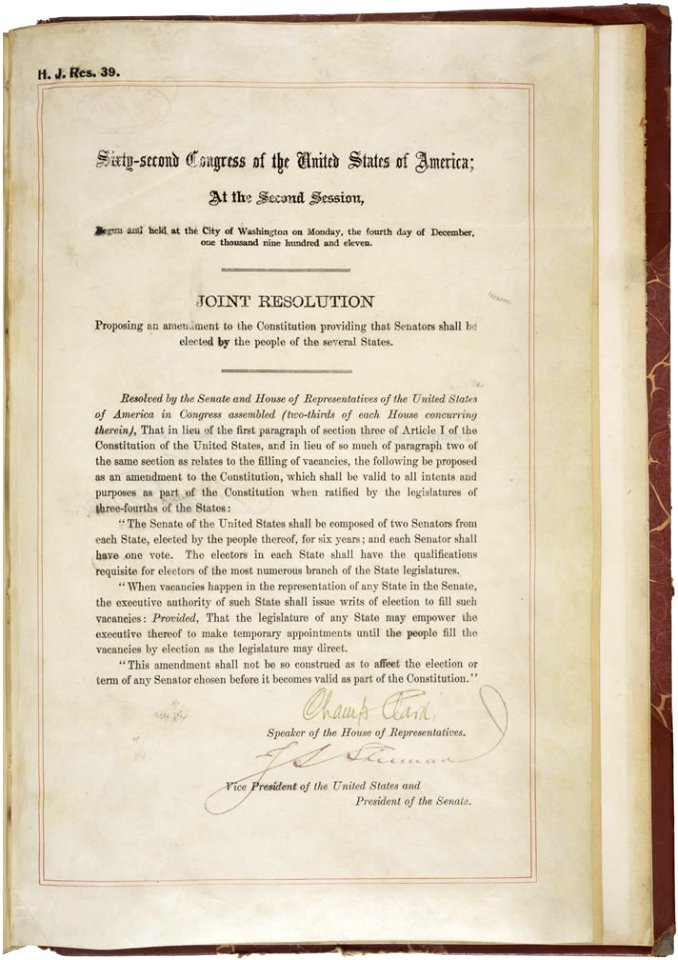 H. J. Res. 39.
Sixty-second Congress of the United States of America;
At the Second Session,
Begun and held at the City of Washington on Monday, the fourth day of December,
one thousand nine hundred and eleven.
JOINT RESOLUTION
Proposing an amendment to the Constitution providing that Senators shall be
elected by the people of the several States.
Resolved by the Senate and House of Representatives of the United States
of America in Congress assembled (two-thirds of each House concurring
therein), That in lieu of the first paragraph of section three of Article I of the
Constitution of the United States, and in lieu of so much of paragraph two of
the same section as relates to the filling of vacancies, the following be proposed
as an amendment to the Constitution, which shall be valid to all intents and
purposes as part of the Constitution when ratified by the legislatures of
three-fourths of the States:
"The Senate of the United States shall be composed of two Senators from
each State, elected by the people thereof, for six years; and each Senator shall
have one vote. The electors in each State shall have the qualifications
requisite for electors of the most numerous branch of the State legislatures.
"When vacancies happen in the representation of any State in the Senate,
the executive authority of such State shall issue writs of election to fill such
vacancies: Provided, That the legislature of any State may empower the
executive thereof to make temporary appointments until the people fill the
vacancies by election as the legislature may direct.
"This amendment shall not be so construed as to affect the election or
term of any Senator chosen before it becomes valid as part of the Constitution."
Champ Clark
Speaker of the House of Representatives.
J S Sherman
Vice President of the United States and
President of the Senate.